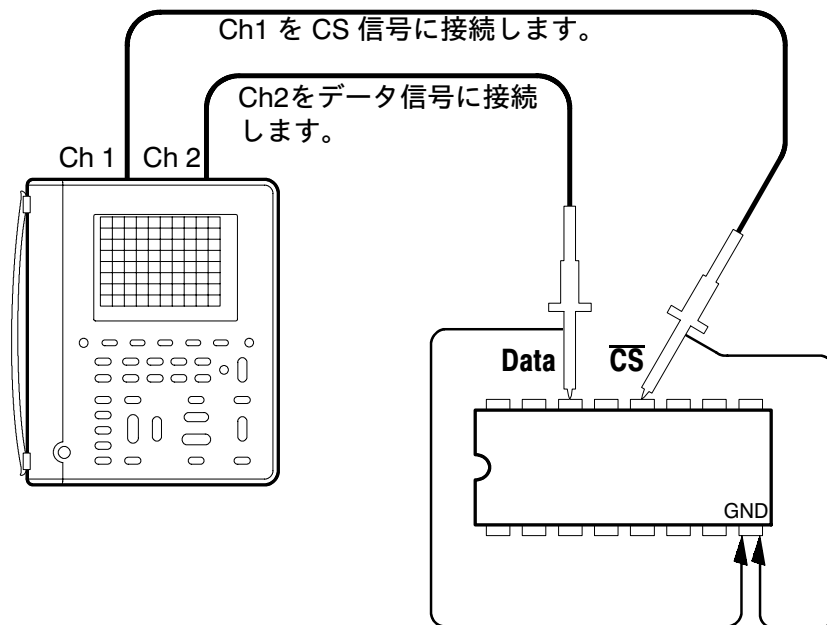 Ch1 を CS 信号に接続します。
Ch2をデータ信号に接続
します。
Ch 1 Ch 2
Data CS
GND